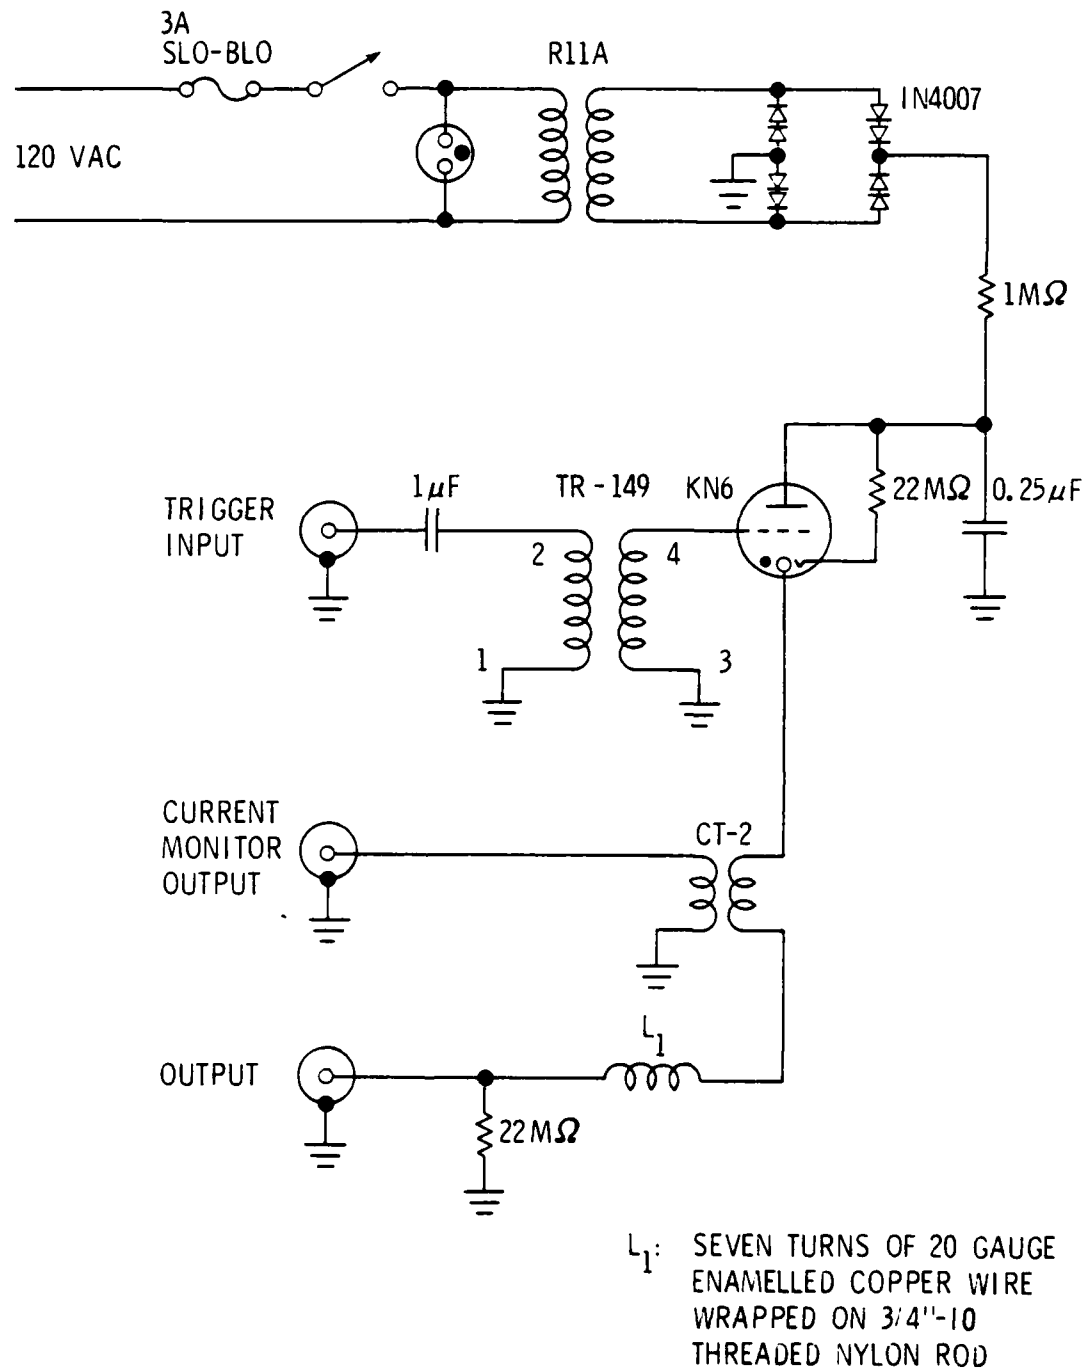 3A
SLO-BLO
R11A
IN4007
120 VAC
1MΩ
1μF
TR-149
KN6
22MΩ
0.25μF
TRIGGER
INPUT
2
4
1
3
CURRENT
MONITOR
OUTPUT
CT-2
L1
OUTPUT
22MΩ
L1: SEVEN TURNS OF 20 GAUGE
ENAMELLED COPPER WIRE
WRAPPED ON 3/4"-10
THREADED NYLON ROD